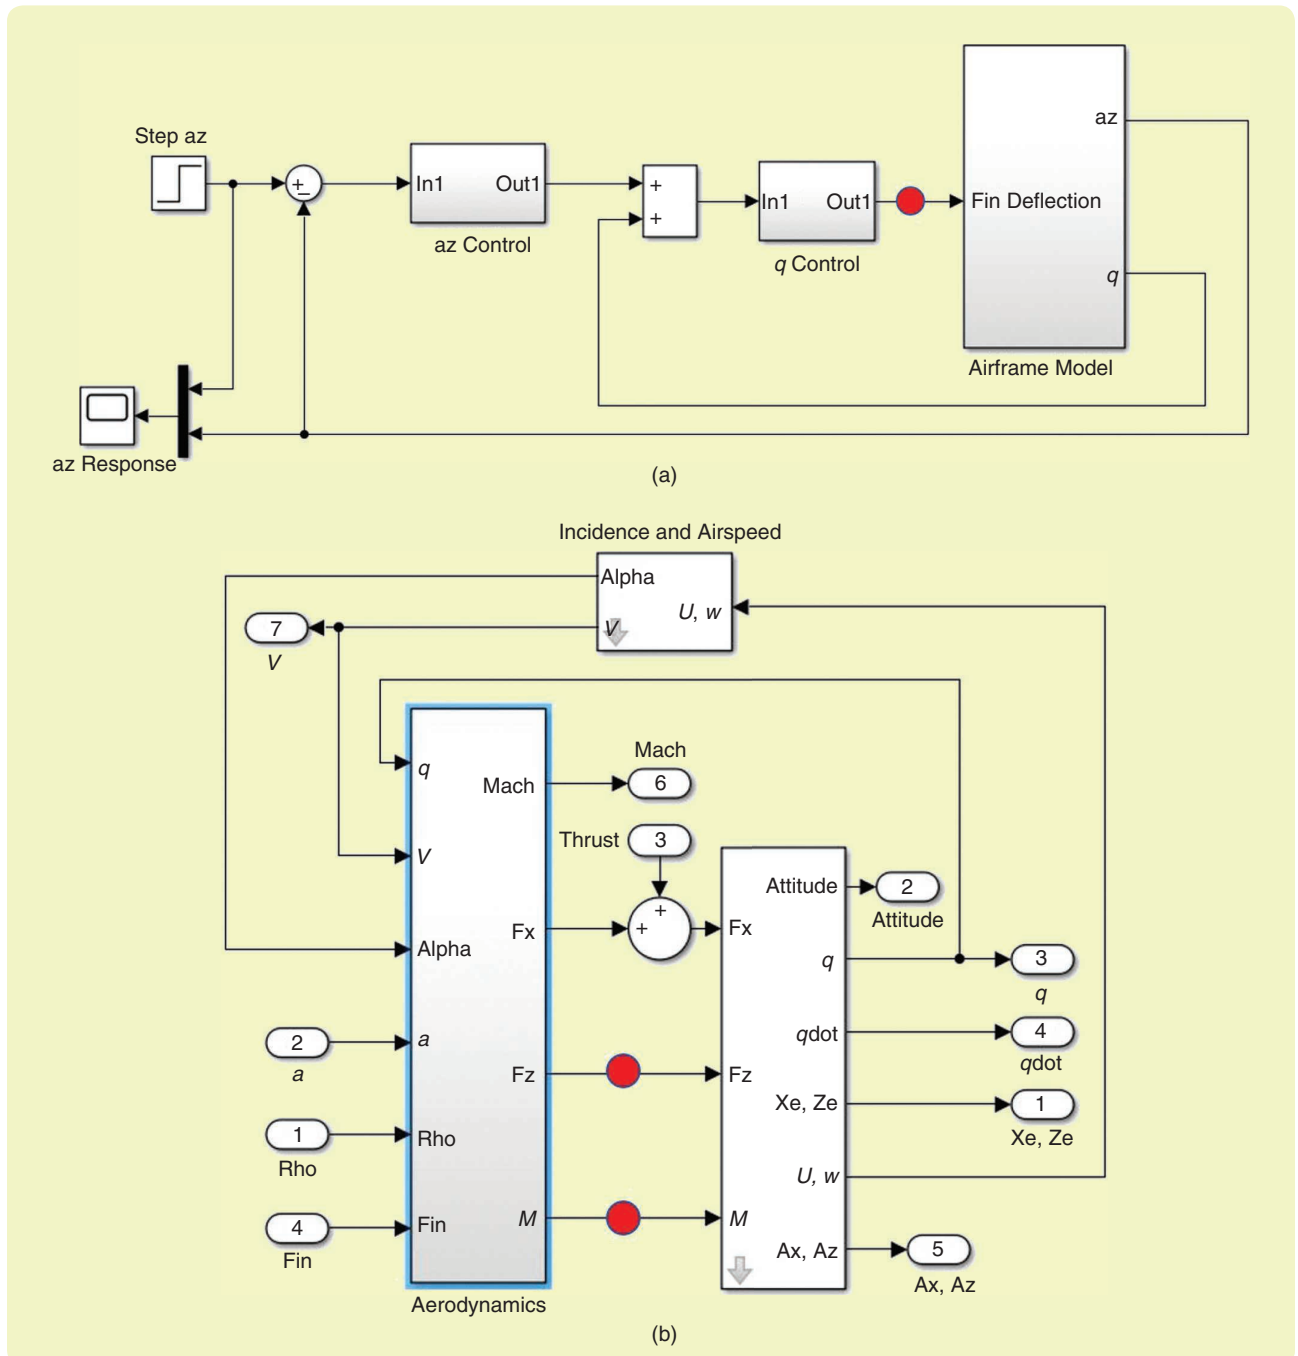 Step az
+
−
In1 Out1
az Control
+
+
In1 Out1
q Control
az
Fin Deflection
q
Airframe Model
az Response
(a)
Incidence and Airspeed
Alpha
U, w
V
7
V
q
Mach
Mach
6
Thrust 3
V
Attitude
2
Attitude
Fx
+
+
Fx
Alpha
q
3
q
2
a
a
qdot
4
qdot
Fz
Fz
Xe, Ze
1
Xe, Ze
1
Rho
Rho
U, w
4
Fin
Fin
M
M
Ax, Az
5
Ax, Az
Aerodynamics
(b)